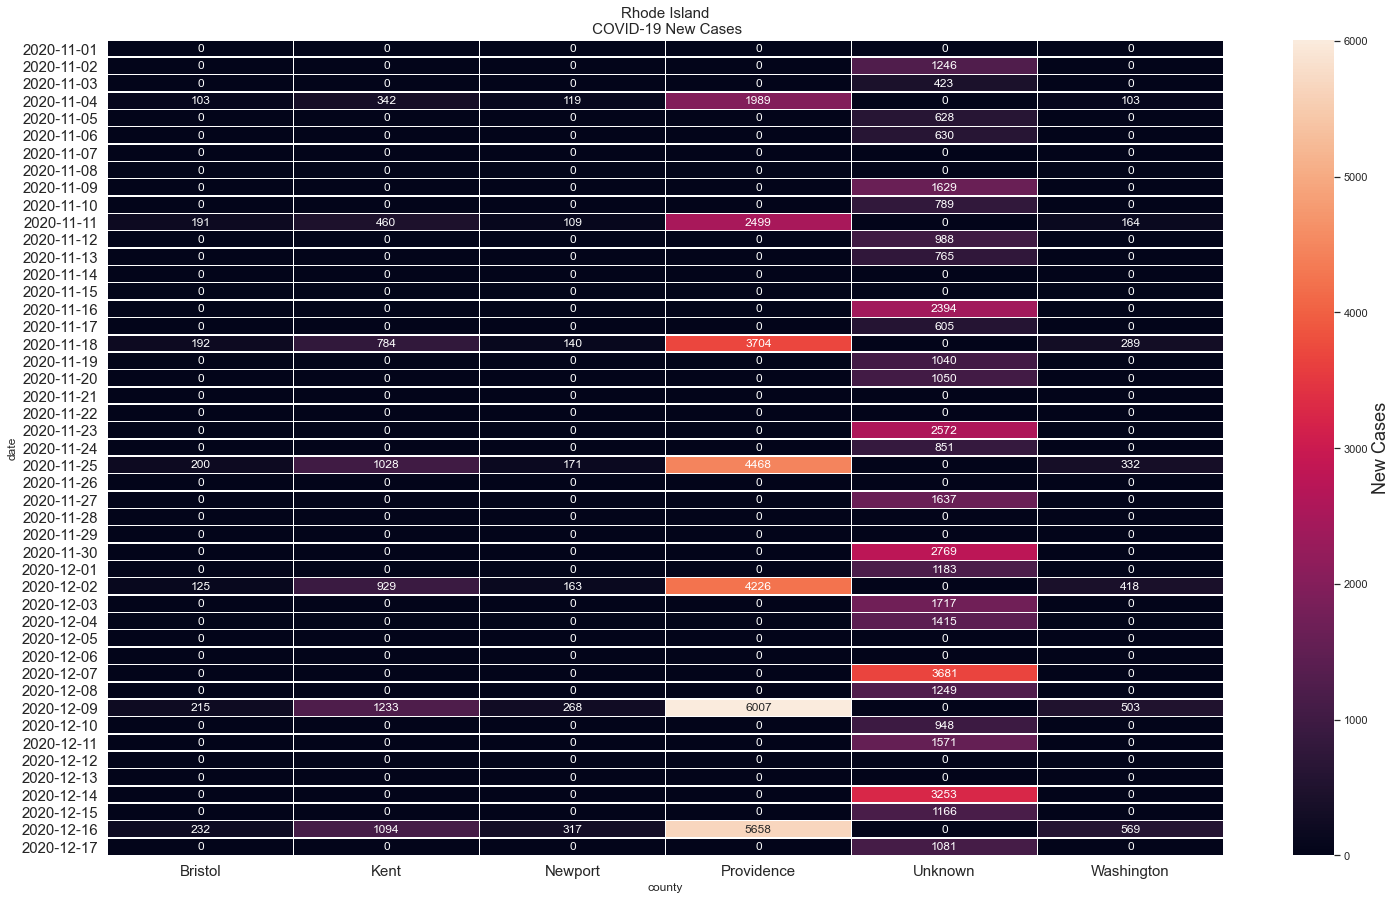 Rhode Island
COVID-19 New Cases
2020-11-01 0 0 0 0 0 0
2020-11-02 0 0 0 0 1246 0
2020-11-03 0 0 0 0 423 0
2020-11-04 103 342 119 1989 0 103
2020-11-05 0 0 0 0 628 0
2020-11-06 0 0 0 0 630 0
2020-11-07 0 0 0 0 0 0
2020-11-08 0 0 0 0 0 0
2020-11-09 0 0 0 0 1629 0
2020-11-10 0 0 0 0 789 0
2020-11-11 191 460 109 2499 0 164
2020-11-12 0 0 0 0 988 0
2020-11-13 0 0 0 0 765 0
2020-11-14 0 0 0 0 0 0
2020-11-15 0 0 0 0 0 0
2020-11-16 0 0 0 0 2394 0
2020-11-17 0 0 0 0 605 0
2020-11-18 192 784 140 3704 0 289
2020-11-19 0 0 0 0 1040 0
2020-11-20 0 0 0 0 1050 0
2020-11-21 0 0 0 0 0 0
2020-11-22 0 0 0 0 0 0
2020-11-23 0 0 0 0 2572 0
2020-11-24 0 0 0 0 851 0
2020-11-25 200 1028 171 4468 0 332
2020-11-26 0 0 0 0 0 0
2020-11-27 0 0 0 0 1637 0
2020-11-28 0 0 0 0 0 0
2020-11-29 0 0 0 0 0 0
2020-11-30 0 0 0 0 2769 0
2020-12-01 0 0 0 0 1183 0
2020-12-02 125 929 163 4226 0 418
2020-12-03 0 0 0 0 1717 0
2020-12-04 0 0 0 0 1415 0
2020-12-05 0 0 0 0 0 0
2020-12-06 0 0 0 0 0 0
2020-12-07 0 0 0 0 3681 0
2020-12-08 0 0 0 0 1249 0
2020-12-09 215 1233 268 6007 0 503
2020-12-10 0 0 0 0 948 0
2020-12-11 0 0 0 0 1571 0
2020-12-12 0 0 0 0 0 0
2020-12-13 0 0 0 0 0 0
2020-12-14 0 0 0 0 3253 0
2020-12-15 0 0 0 0 1166 0
2020-12-16 232 1094 317 5658 0 569
2020-12-17 0 0 0 0 1081 0
Bristol Kent Newport Providence Unknown Washington
county
date
6000
5000
4000
3000
2000
1000
0
New Cases